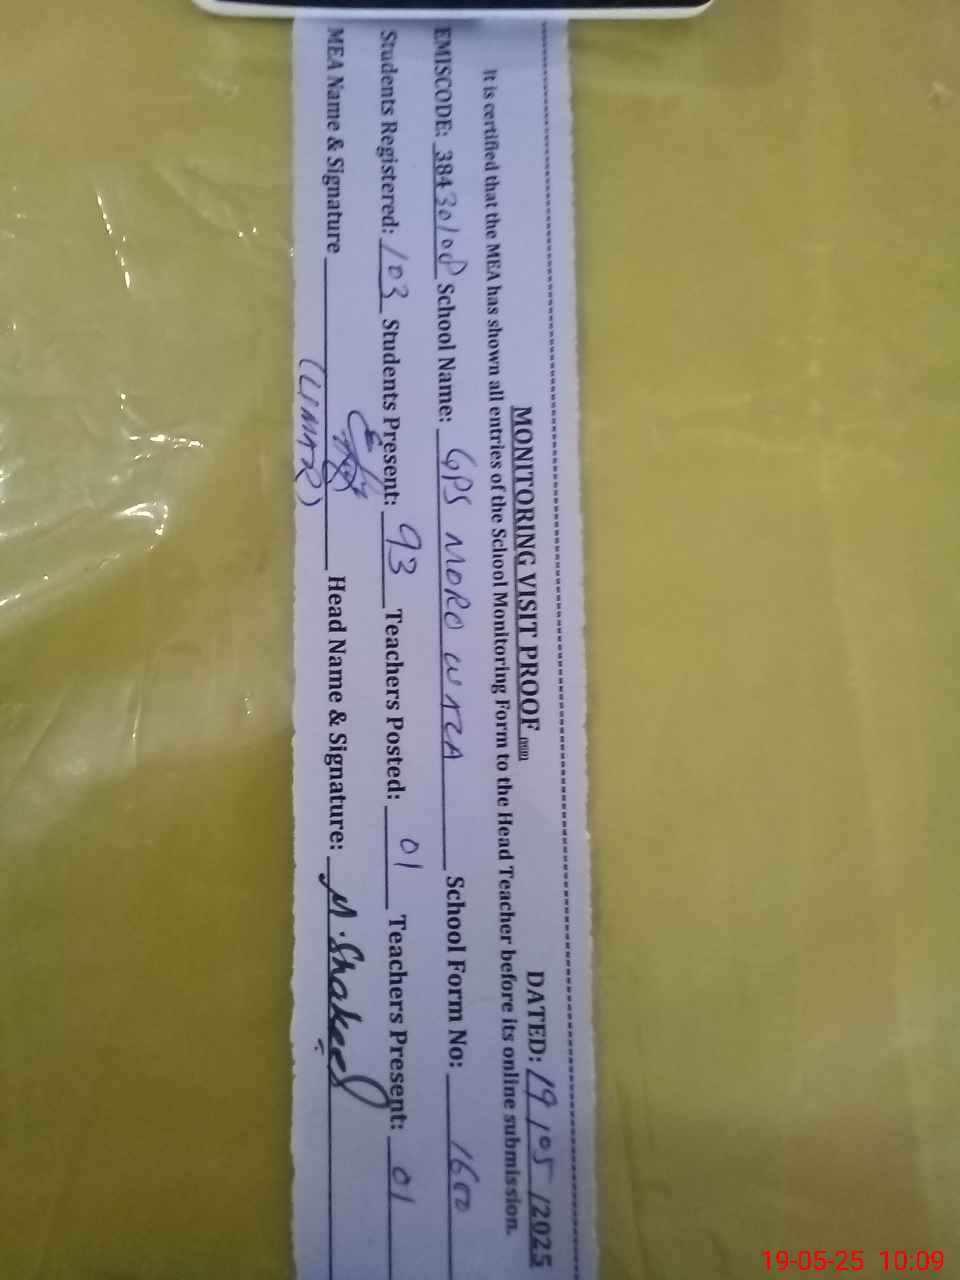 MONITORING VISIT PROOF DATED: 19/05/2025
It is certified that the MEA has shown all entries of the School Monitoring Form to the Head Teacher before its online submission.
EMISCODE: 38430108 School Name: GPS MORO WAZA School Form No: 1600
Students Registered: 103 Students Present: 93 Teachers Posted: 01 Teachers Present: 01
MEA Name & Signature Head Name & Signature: M. Shakeel
(UMAR)
19-05-25 10:09